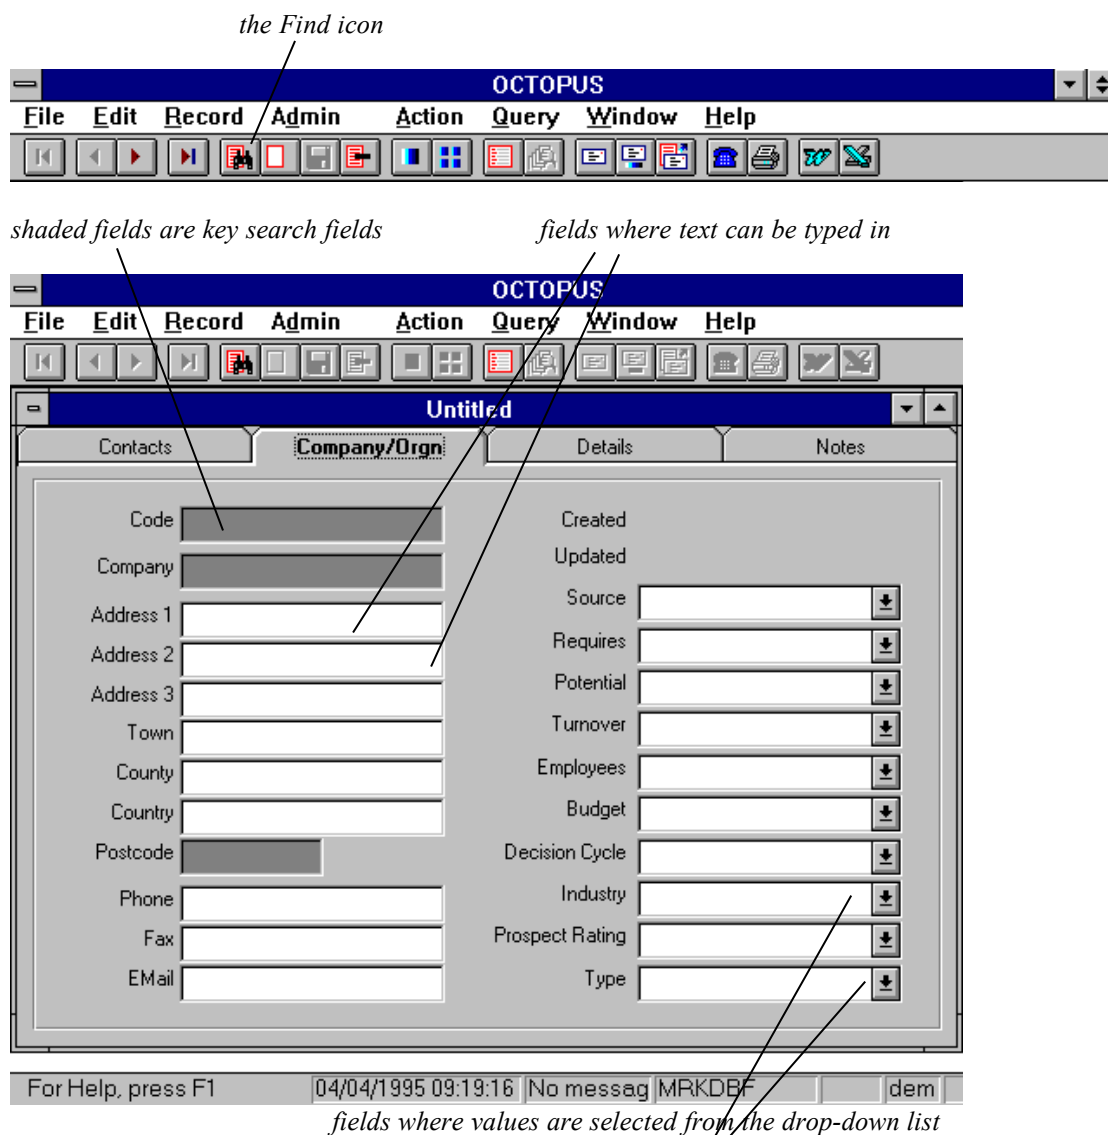 the Find icon
OCTOPUS
File Edit Record Admin Action Query Window Help
shaded fields are key search fields
fields where text can be typed in
OCTOPUS
File Edit Record Admin Action Query Window Help
Untitled
Contacts Company/Orgn Details Notes
Code
Company
Address 1
Address 2
Address 3
Town
County
Country
Postcode
Phone
Fax
EMail
Created
Updated
Source
Requires
Potential
Turnover
Employees
Budget
Decision Cycle
Industry
Prospect Rating
Type
For Help, press F1 04/04/1995 09:19:16 No messag MRKDBF dem
fields where values are selected from the drop-down list